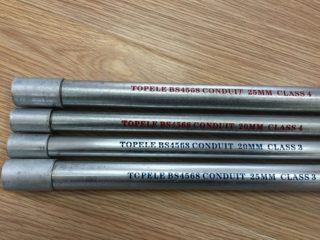 TOPELE BS4568 CONDUIT 25MM CLASS 4
TOPELE BS4568 CONDUIT 20MM CLASS 4
TOPELE BS4568 CONDUIT 20MM CLASS 3
TOPELE BS4568 CONDUIT 25MM CLASS 3